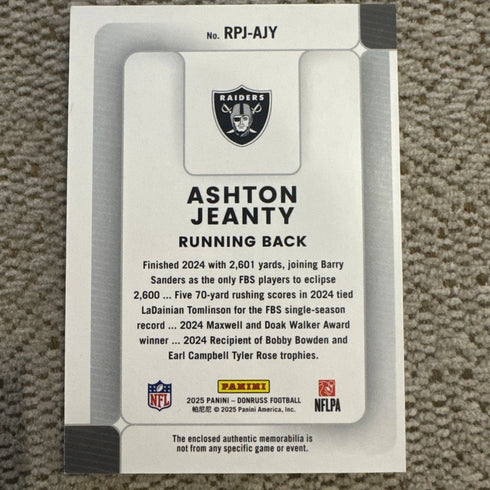 No. RPJ-AJY
RAIDERS
ASHTON
JEANTY
RUNNING BACK
Finished 2024 with 2,601 yards, joining Barry
Sanders as the only FBS players to eclipse
2,600 ... Five 70-yard rushing scores in 2024 tied
LaDainian Tomlinson for the FBS single-season
record ... 2024 Maxwell and Doak Walker Award
winner ... 2024 Recipient of Bobby Bowden and
Earl Campbell Tyler Rose trophies.
NFL
PANINI
NFLPA
2025 PANINI – DONRUSS FOOTBALL
帕尼尼 © 2025 Panini America, Inc.
The enclosed authentic memorabilia is
not from any specific game or event.